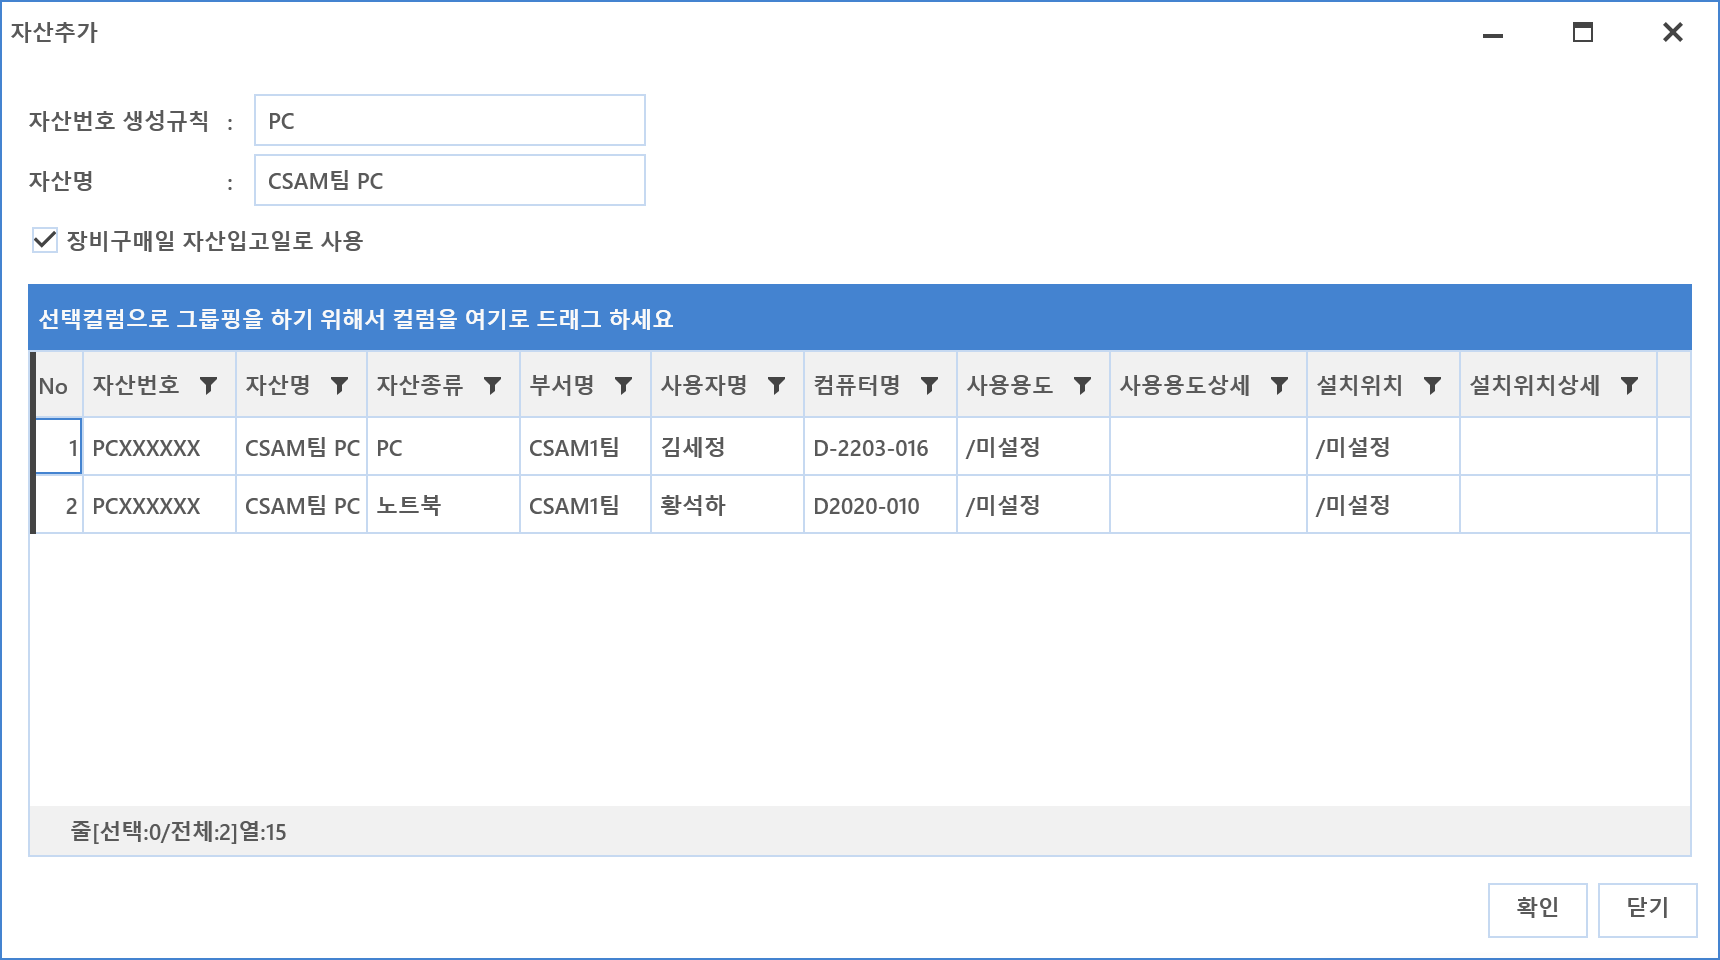 자산추가
자산번호 생성규칙 : PC
자산명 : CSAM팀 PC
장비구매일 자산입고일로 사용
선택컬럼으로 그룹핑을 하기 위해서 컬럼을 여기로 드래그 하세요
No 자산번호 자산명 자산종류 부서명 사용자명 컴퓨터명 사용용도 사용용도상세 설치위치 설치위치상세
1 PCXXXXXX CSAM팀 PC PC CSAM1팀 김세정 D-2203-016 /미설정 /미설정
2 PCXXXXXX CSAM팀 PC 노트북 CSAM1팀 황석하 D2020-010 /미설정 /미설정
줄[선택:0/전체:2]열:15
확인 닫기